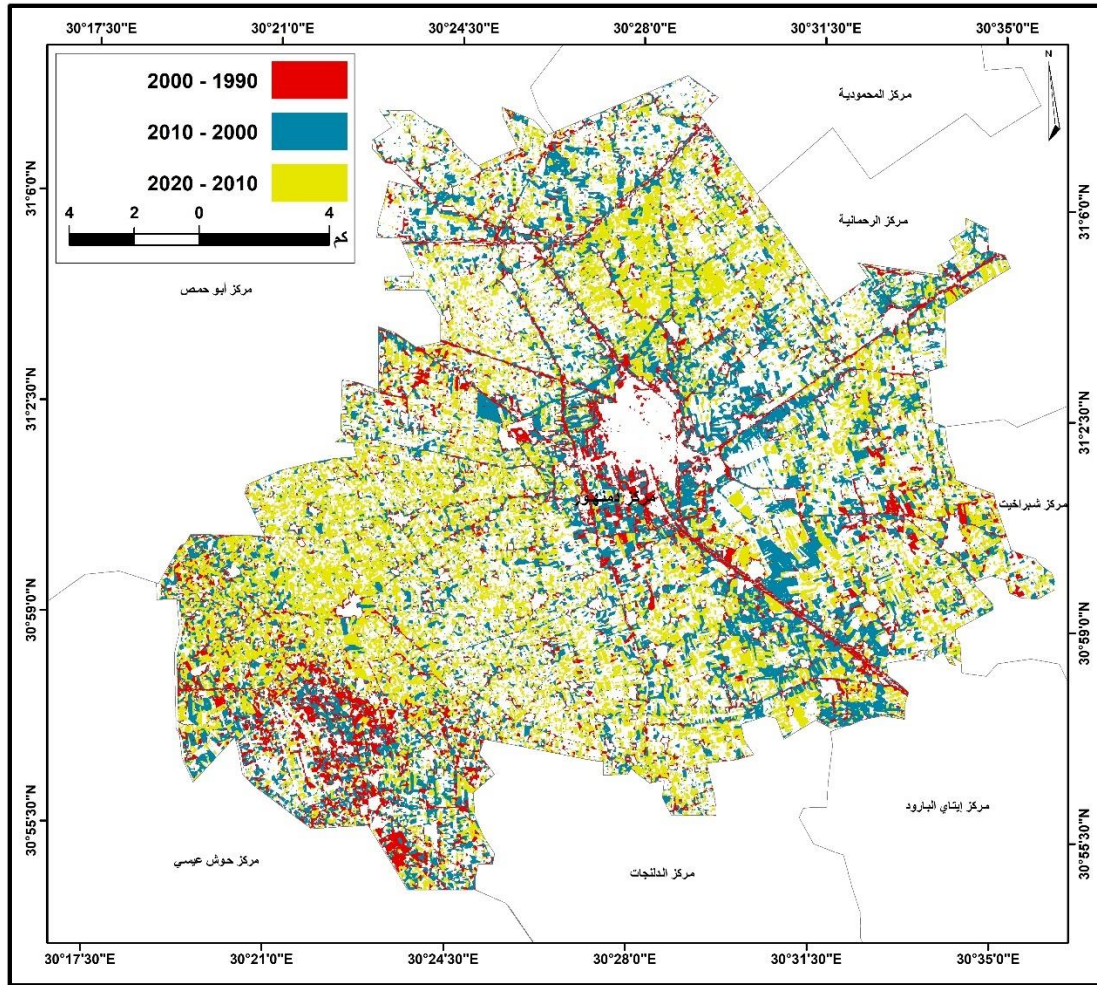 30°17'30"E 30°21'0"E 30°24'30"E 30°28'0"E 30°31'30"E 30°35'0"E
2000 - 1990
2010 - 2000
2020 - 2010
4 2 0 4
كم
N
مركز المحمودية
31°6'0"N
31°6'0"N
مركز الرحمانية
مركز أبو حمص
31°2'30"N
31°2'30"N
مركز دمنهور
مركز شبراخيت
30°59'0"N
30°59'0"N
مركز إيتاي البارود
30°55'30"N
30°55'30"N
مركز حوش عيسي
مركز الدلنجات
30°17'30"E 30°21'0"E 30°24'30"E 30°28'0"E 30°31'30"E 30°35'0"E